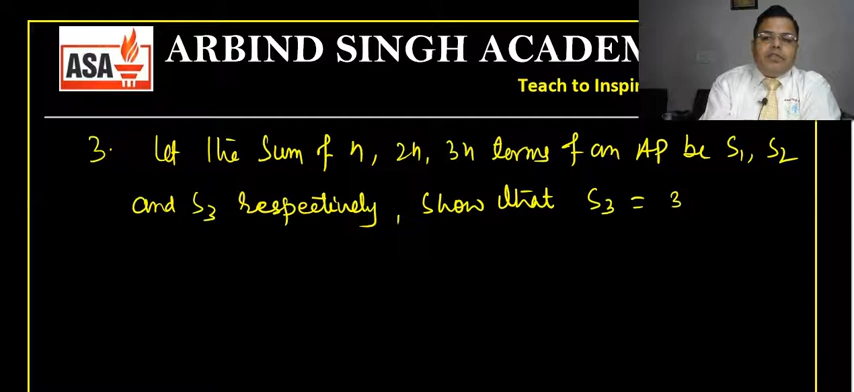 ASA
ARBIND SINGH ACADEM
Teach to Inspir
3. Let the Sum of n, 2n, 3n terms of an AP be S1, S2
and S3 respectively, show that S3 = 3